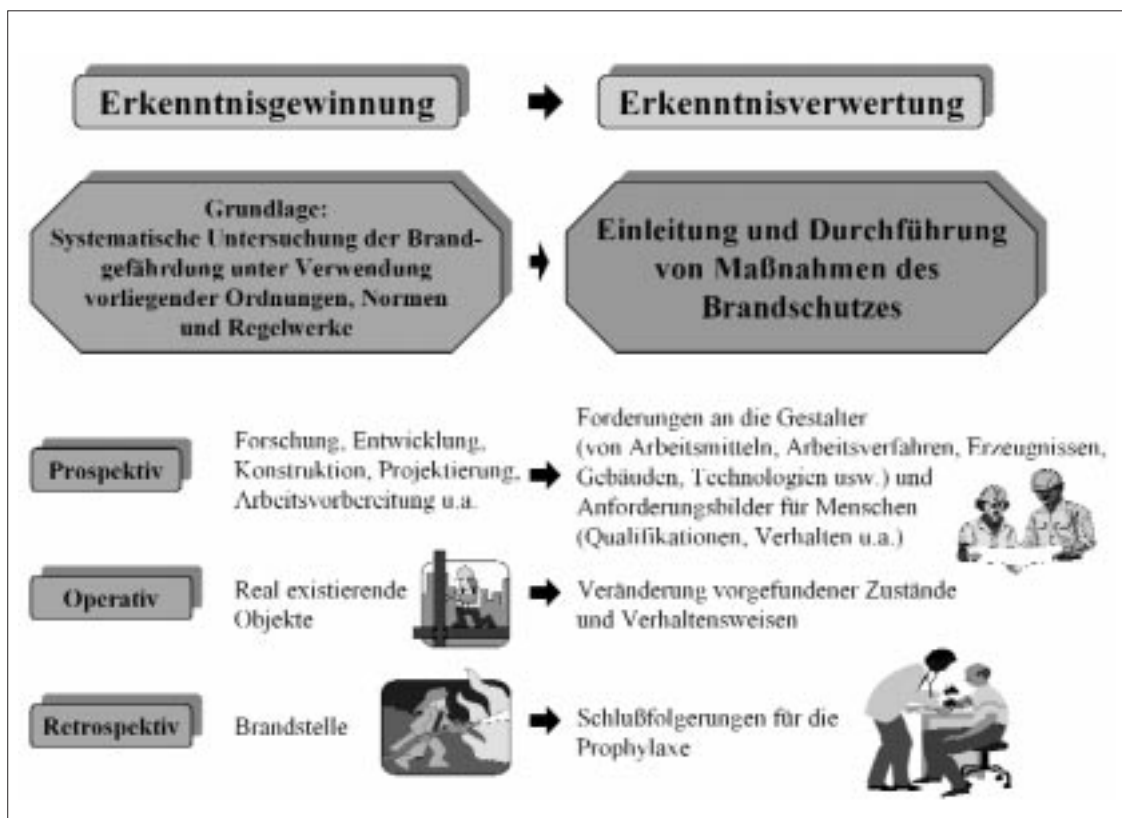 Erkenntnisgewinnung
Erkenntnisverwertung
Grundlage:
Systematische Untersuchung der Brand-
gefährdung unter Verwendung
vorliegender Ordnungen, Normen
und Regelwerke
Einleitung und Durchführung
von Maßnahmen des
Brandschutzes
Prospektiv
Forschung, Entwicklung,
Konstruktion, Projektierung,
Arbeitsvorbereitung u.a.
Forderungen an die Gestalter
(von Arbeitsmitteln, Arbeitsverfahren, Erzeugnissen,
Gebäuden, Technologien usw.) und
Anforderungsbilder für Menschen
(Qualifikationen, Verhalten u.a.)
Operativ
Real existierende
Objekte
Veränderung vorgefundener Zustände
und Verhaltensweisen
Retrospektiv
Brandstelle
Schlußfolgerungen für die
Prophylaxe